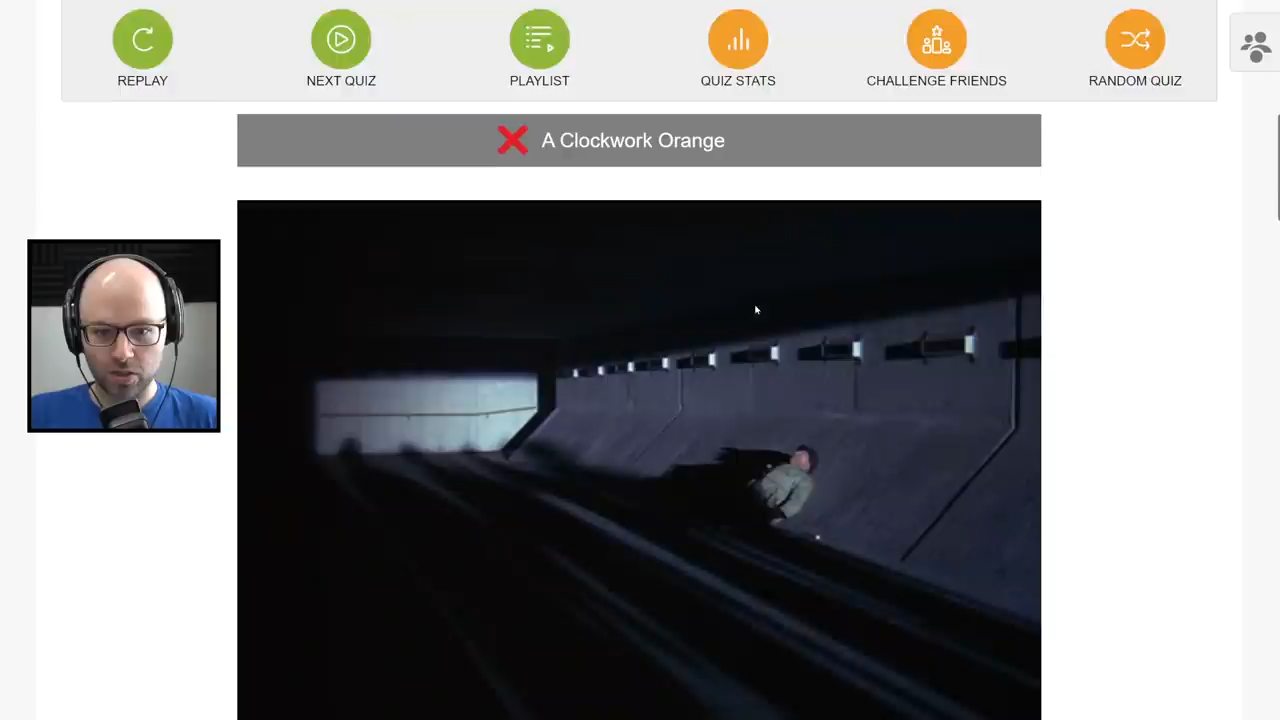 REPLAY
NEXT QUIZ
PLAYLIST
QUIZ STATS
CHALLENGE FRIENDS
RANDOM QUIZ
A Clockwork Orange